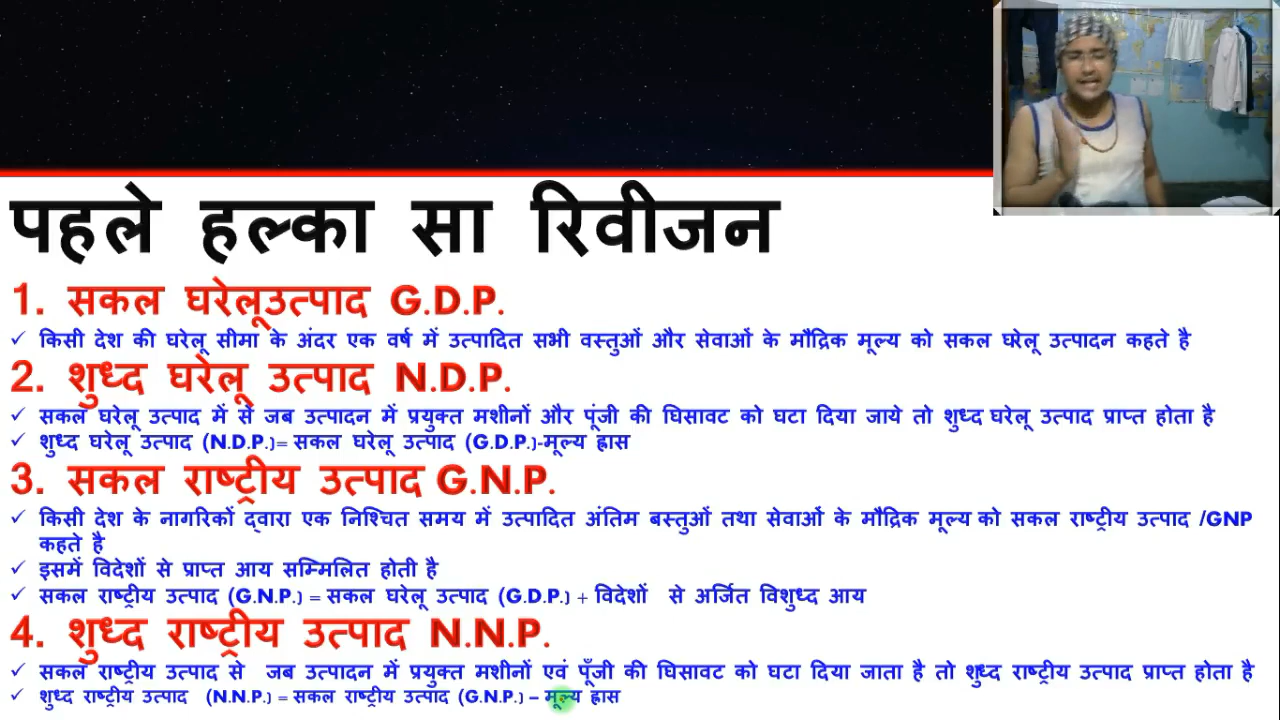 पहले हल्का सा रिवीजन
1. सकल घरेलूउत्पाद G.D.P.
✓ किसी देश की घरेलू सीमा के अंदर एक वर्ष में उत्पादित सभी वस्तुओं और सेवाओं के मौद्रिक मूल्य को सकल घरेलू उत्पादन कहते है
2. शुध्द घरेलू उत्पाद N.D.P.
✓ सकल घरेलू उत्पाद में से जब उत्पादन में प्रयुक्त मशीनों और पूंजी की घिसावट को घटा दिया जाये तो शुध्द घरेलू उत्पाद प्राप्त होता है
✓ शुध्द घरेलू उत्पाद (N.D.P.)= सकल घरेलू उत्पाद (G.D.P.)-मूल्य ह्रास
3. सकल राष्ट्रीय उत्पाद G.N.P.
✓ किसी देश के नागरिकों द्वारा एक निश्चित समय में उत्पादित अंतिम बस्तुओं तथा सेवाओं के मौद्रिक मूल्य को सकल राष्ट्रीय उत्पाद /GNP
कहते है
✓ इसमें विदेशों से प्राप्त आय सम्मिलित होती है
✓ सकल राष्ट्रीय उत्पाद (G.N.P.) = सकल घरेलू उत्पाद (G.D.P.) + विदेशों से अर्जित विशुध्द आय
4. शुध्द राष्ट्रीय उत्पाद N.N.P.
✓ सकल राष्ट्रीय उत्पाद से जब उत्पादन में प्रयुक्त मशीनों एवं पूँजी की घिसावट को घटा दिया जाता है तो शुध्द राष्ट्रीय उत्पाद प्राप्त होता है
✓ शुध्द राष्ट्रीय उत्पाद (N.N.P.) = सकल राष्ट्रीय उत्पाद (G.N.P.) – मूल्य ह्रास